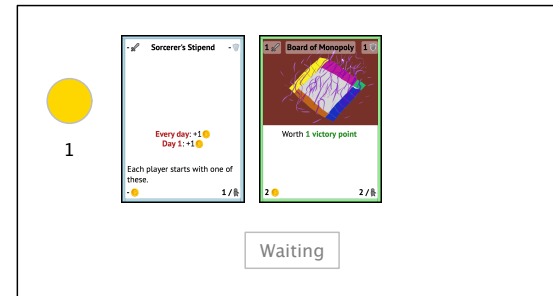 - Sorcerer's Stipend -
1 Board of Monopoly 1
1
Every day: +1
Day 1: +1
Each player starts with one of
these.
- 1 /
Worth 1 victory point
2 2 /
Waiting